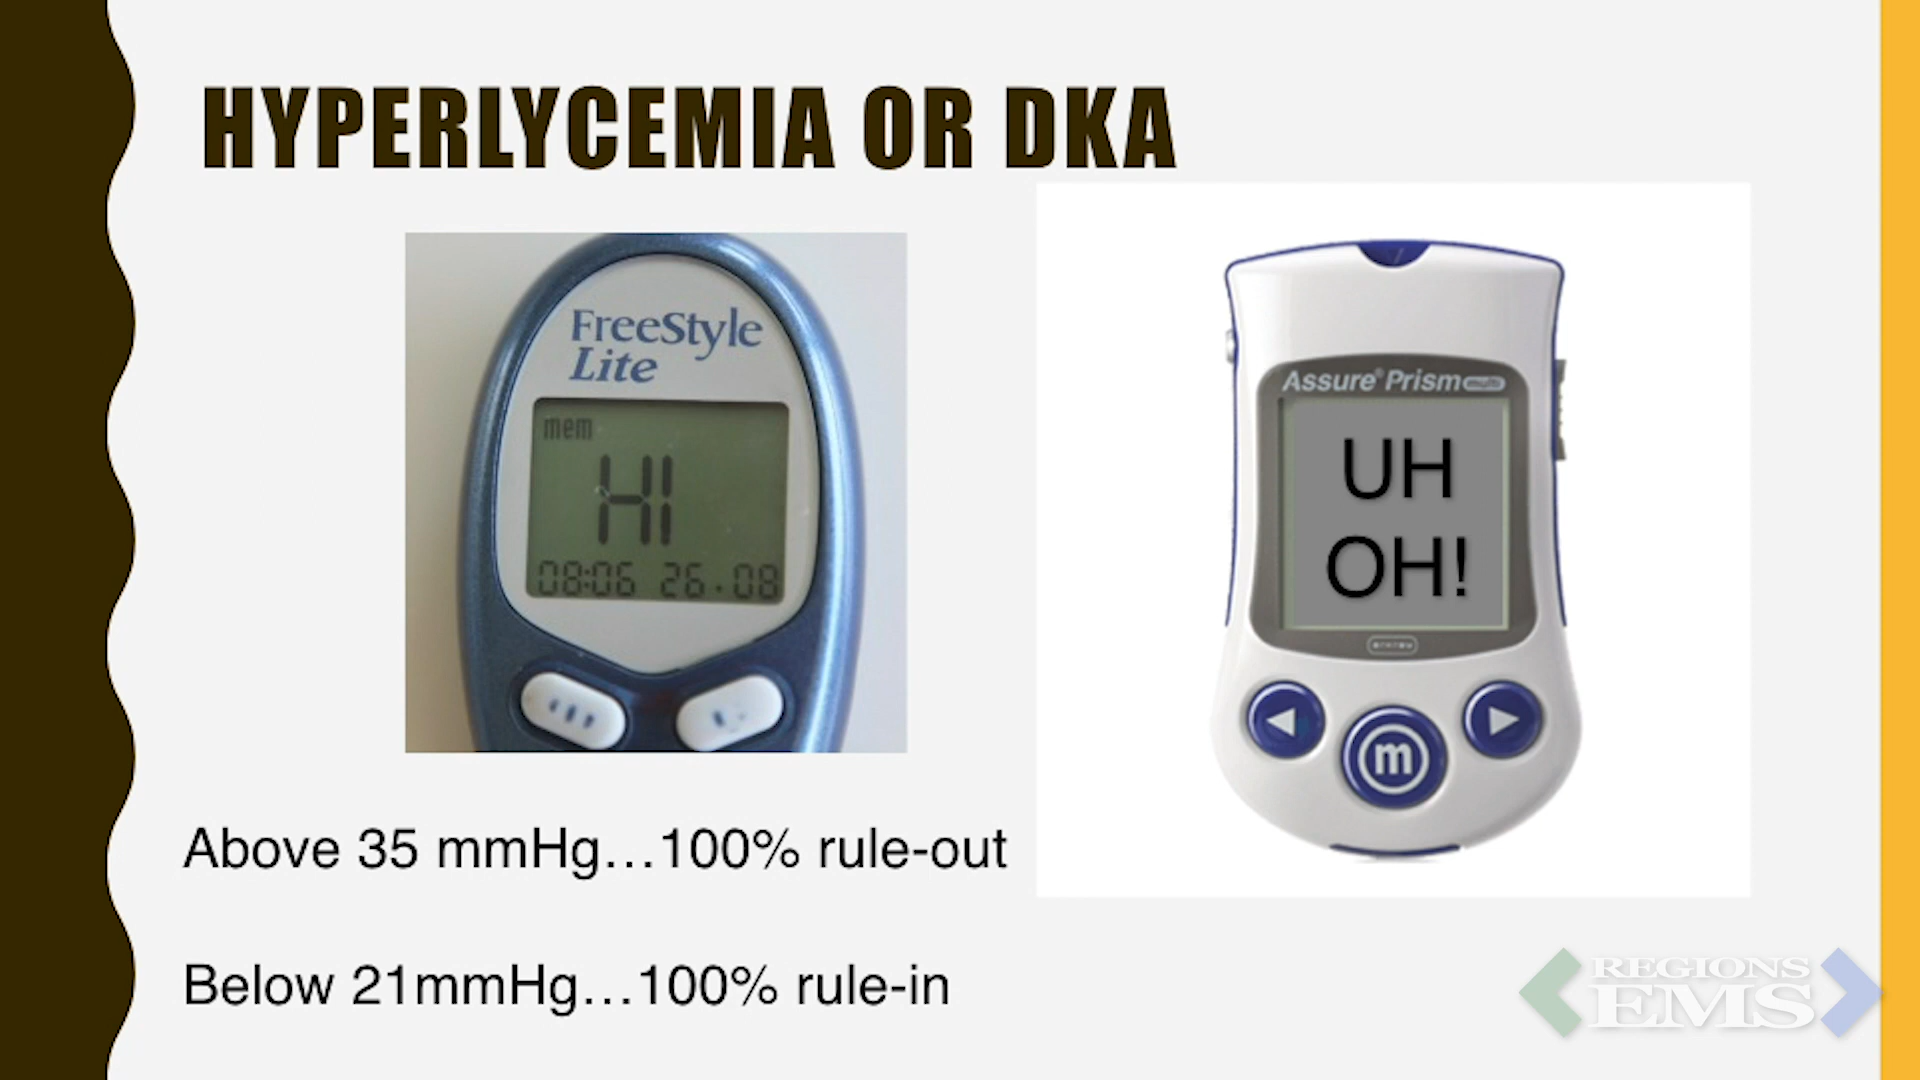 HYPERLYCEMIA OR DKA
FreeStyle
Lite
mem
HI
08:06 26.08
Assure® Prism multi
UH
OH!
m
Above 35 mmHg...100% rule-out
Below 21mmHg...100% rule-in
REGIONS
EMS